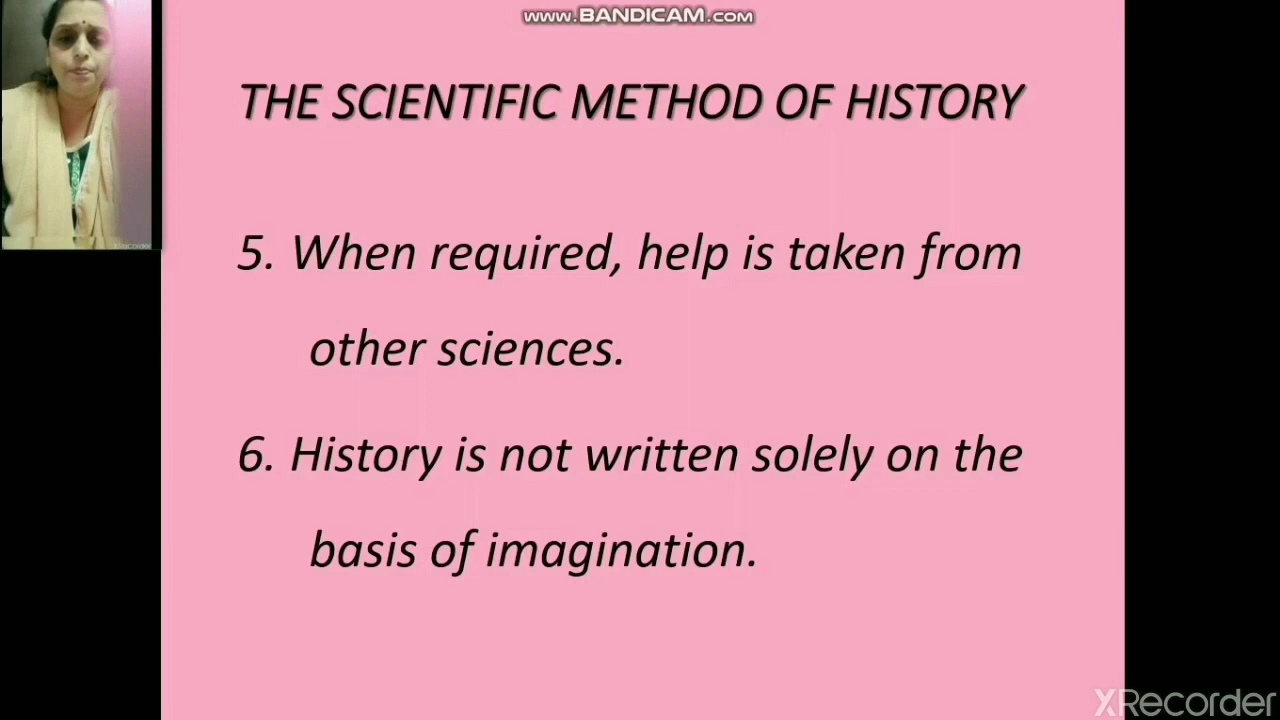 www.BANDICAM.com
THE SCIENTIFIC METHOD OF HISTORY
5. When required, help is taken from
other sciences.
6. History is not written solely on the
basis of imagination.
XRecorder
XRecorder